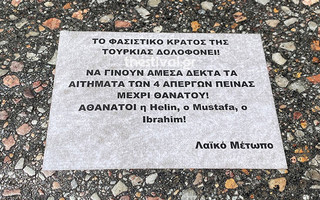 ΤΟ ΦΑΣΙΣΤΙΚΟ ΚΡΑΤΟΣ ΤΗΣ
ΤΟΥΡΚΙΑΣ ΔΟΛΟΦΟΝΕΙ!
thestival.gr
ΝΑ ΓΙΝΟΥΝ ΑΜΕΣΑ ΔΕΚΤΑ ΤΑ
ΑΙΤΗΜΑΤΑ ΤΩΝ 4 ΑΠΕΡΓΩΝ ΠΕΙΝΑΣ
ΜΕΧΡΙ ΘΑΝΑΤΟΥ!
ΑΘΑΝΑΤΟΙ η Helin, ο Mustafa, ο
Ibrahim!
Λαϊκό Μέτωπο